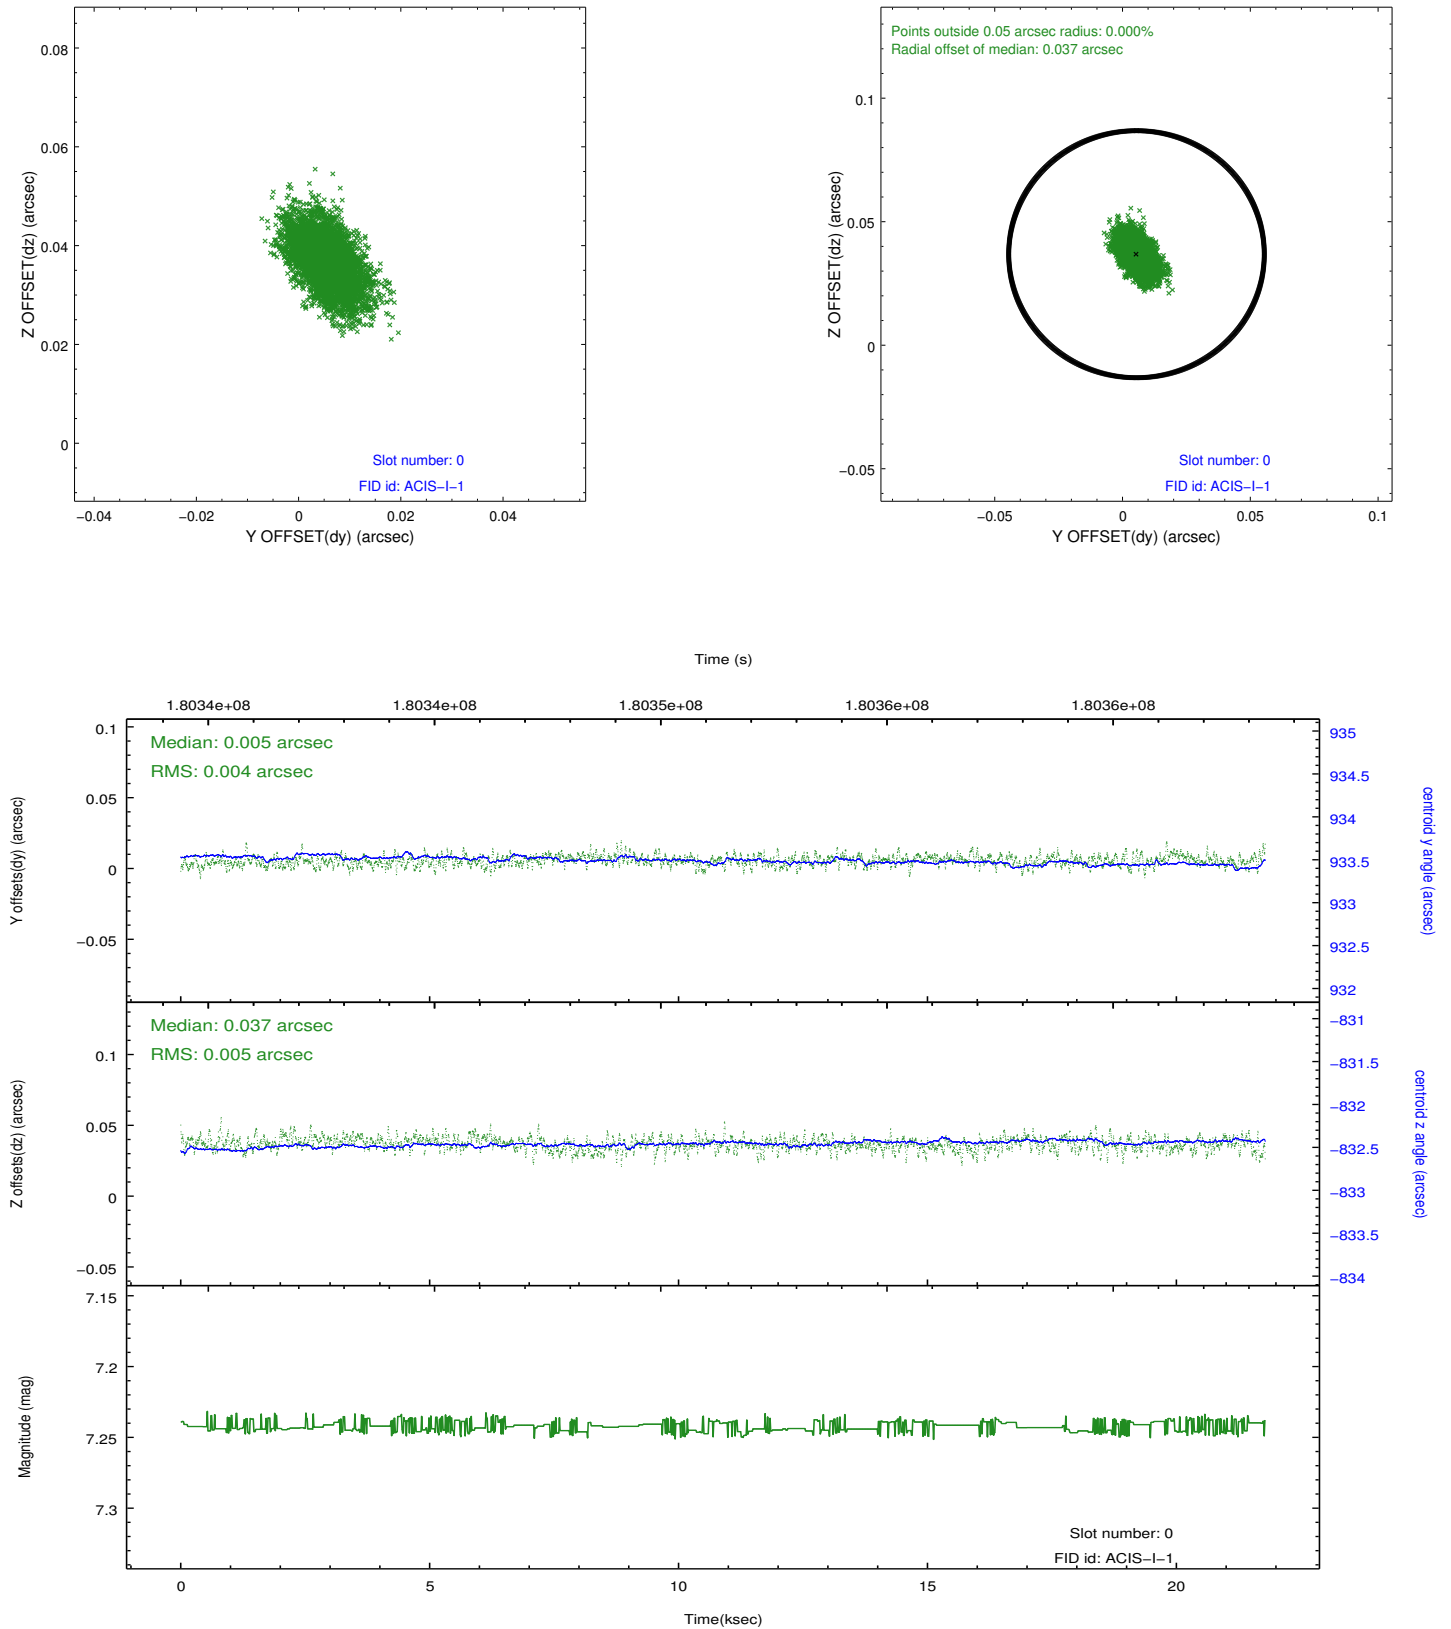 0.08
0.06
0.04
0.02
0
−0.04
−0.02
0
0.02
0.04
Z OFFSET(dz) (arcsec)
Y OFFSET(dy) (arcsec)
Slot number: 0
FID id: ACIS−I−1
Points outside 0.05 arcsec radius: 0.000%
Radial offset of median: 0.037 arcsec
0.1
0.05
0
−0.05
−0.05
0
0.05
0.1
Z OFFSET(dz) (arcsec)
Y OFFSET(dy) (arcsec)
Slot number: 0
FID id: ACIS−I−1
Time (s)
1.8034e+08
1.8034e+08
1.8035e+08
1.8036e+08
1.8036e+08
Median: 0.005 arcsec
RMS: 0.004 arcsec
0.1
0.05
0
−0.05
Y offsets(dy) (arcsec)
935
934.5
934
933.5
933
932.5
932
centroid y angle (arcsec)
Median: 0.037 arcsec
RMS: 0.005 arcsec
0.1
0.05
0
−0.05
Z offsets(dz) (arcsec)
−831
−831.5
−832
−832.5
−833
−833.5
−834
centroid z angle (arcsec)
7.15
7.2
7.25
7.3
Magnitude (mag)
Slot number: 0
FID id: ACIS−I−1
0
5
10
15
20
Time(ksec)